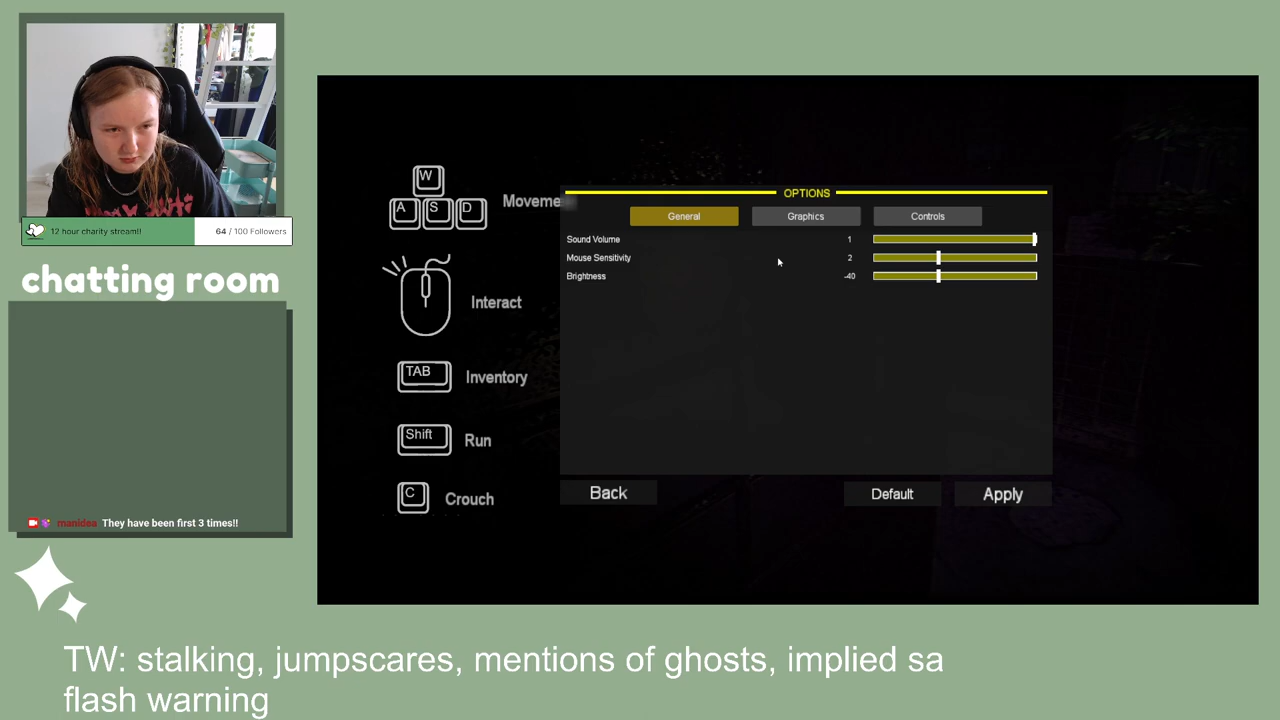 12 hour charity stream!!
64 / 100 Followers
chatting room
manidea They have been first 3 times!!
W
A S D
Moveme
Interact
TAB
Inventory
Shift
Run
C
Crouch
OPTIONS
General Graphics Controls
Sound Volume 1
Mouse Sensitivity 2
Brightness -40
Back Default Apply
TW: stalking, jumpscares, mentions of ghosts, implied sa
flash warning